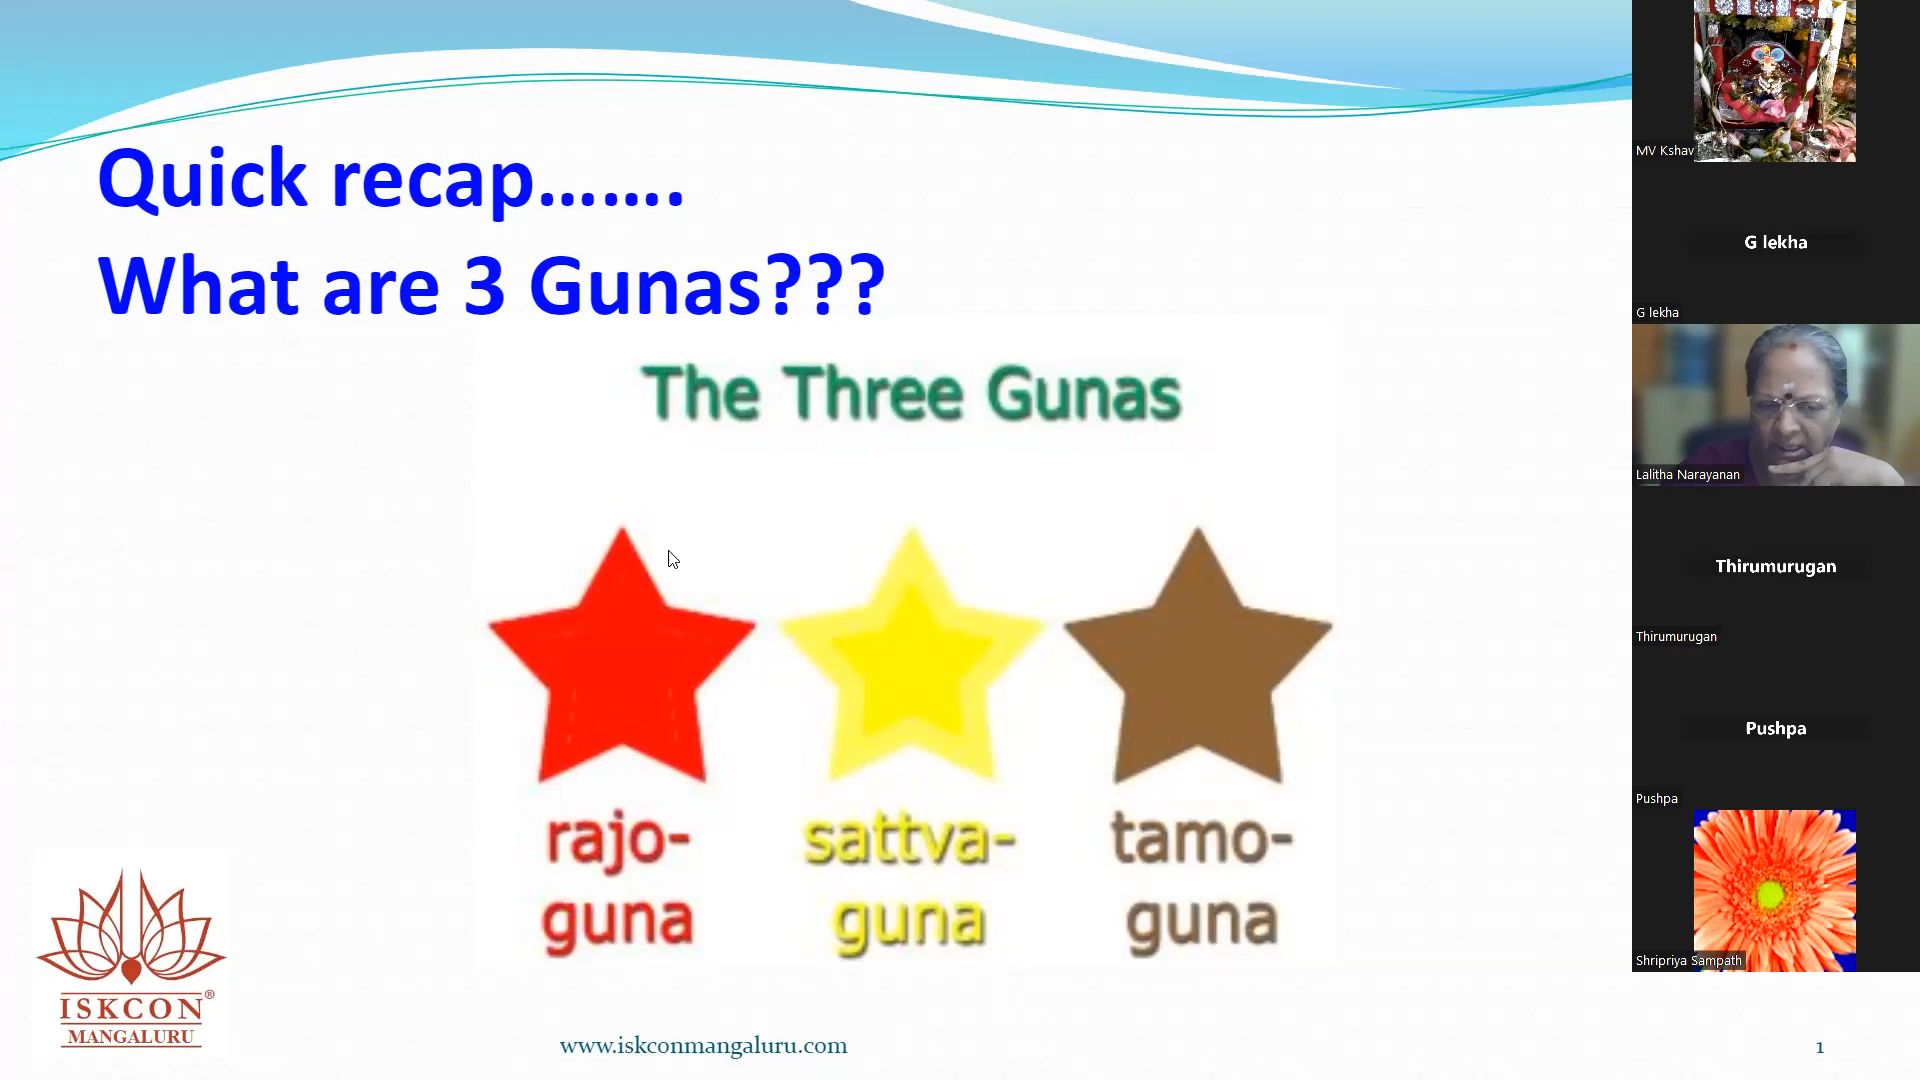 Quick recap.......
What are 3 Gunas???
The Three Gunas
rajo-
guna
sattva-
guna
tamo-
guna
ISKCON®
MANGALURU
www.iskconmangaluru.com
1
MV Kshav
G lekha
G lekha
Lalitha Narayanan
Thirumurugan
Thirumurugan
Pushpa
Pushpa
Shripriya Sampath